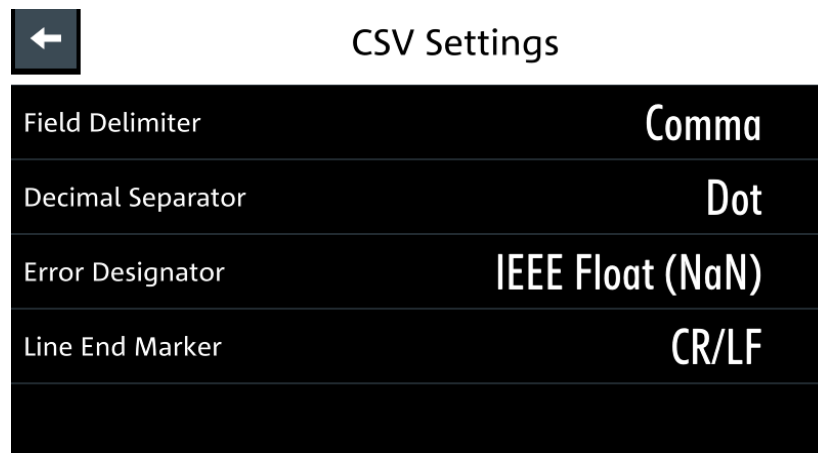 CSV Settings
Field Delimiter Comma
Decimal Separator Dot
Error Designator IEEE Float (NaN)
Line End Marker CR/LF